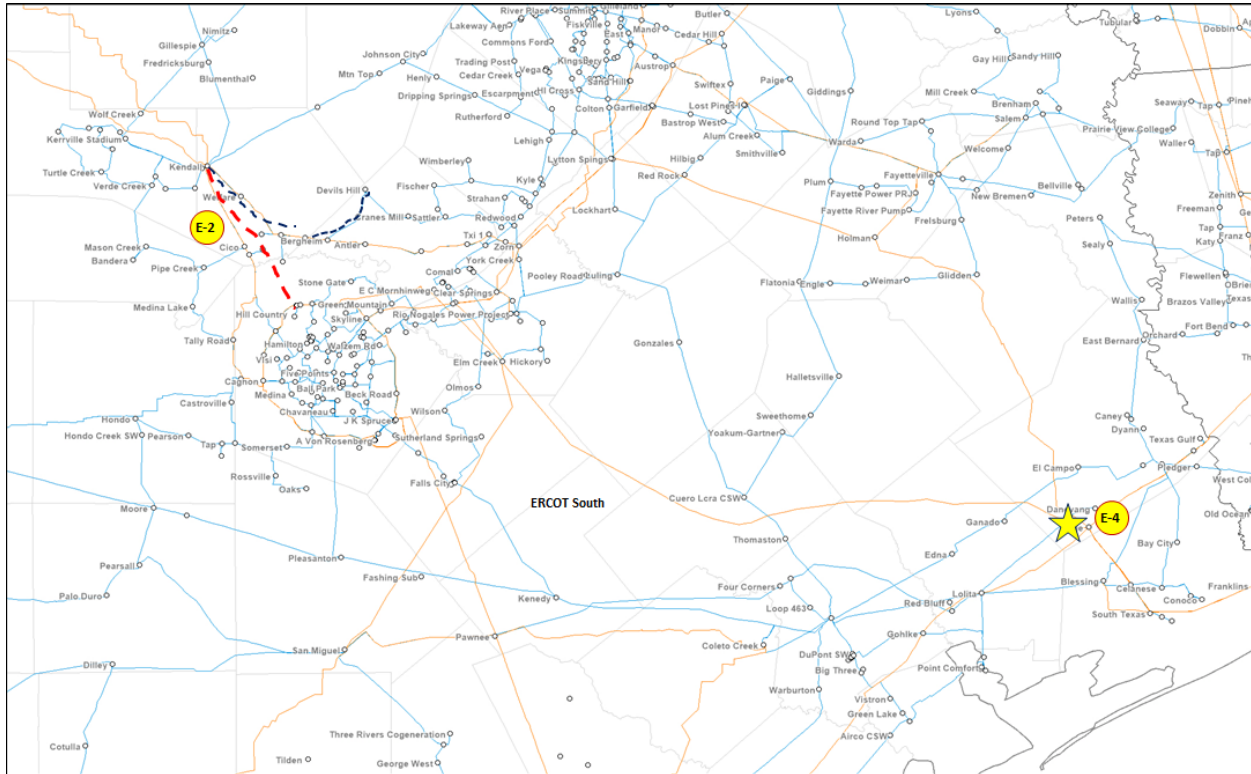 River Place
Summit
Gilleland
Butler
Lyons
Tubular
Nimitz
Lakeway
Fiskville
East
Manor
Dobbin
Gillespie
Commons Ford
Cedar Hill
Johnson City
Gay Hill
Sandy Hill
Fredricksburg
Trading Post
Vega
Kingsbery
Austrop
Blumenthal
Mtn Top
Henly
Cedar Creek
Sand Hill
Swiftex
Paige
Dripping Springs
Escarpment
Hi Cross
Giddings
Mill Creek
Wolf Creek
Rutherford
Colton
Garfield
Lost Pines
Brenham
Seaway
Tap
Bastrop West
Round Top Tap
Salem
Kerrville Stadium
Lehigh
Alum Creek
Warda
Prairie View College
Welcome
Waller
Tap
Kendall
Wimberley
Lytton Springs
Hilbig
Smithville
Turtle Creek
Verde Creek
Devils Hill
Fischer
Kyle
Red Rock
Plum
Fayetteville
Bellville
Welfare
Strahan
Fayette Power PRJ
New Bremen
Zenith
E-2
Cranes Mill
Sattler
Redwood
Lockhart
Fayette River Pump
Freeman
Frelsburg
Peters
Tap
Mason Creek
Cico
Bergheim
Antler
Txi 1
Zorn
Holman
Sealy
Katy
Franz
Bandera
Pipe Creek
York Creek
Comal
Pooley Road
Luling
Flatonia
Engle
Weimar
Glidden
Flewellen
Stone Gate
E C Mornhinweg
Clear Springs
Wallis
Brazos Valley
Medina Lake
Hill Country
Green Mountain
Skyline
Rio Nogales Power Project
Orchard
Fort Bend
Tally Road
Hamilton
Walzem Rd
Gonzales
East Bernard
Visi
Elm Creek
Hickory
Five Points
Halletsville
Cagnon
Ball Park
Olmos
Castroville
Medina
Beck Road
Hondo
Chavaneau
Wilson
Sweethome
Caney
J K Spruce
Dyann
Hondo Creek SW
Pearson
Tap
Somerset
A Von Rosenberg
Sutherland Springs
Yoakum-Gartner
Texas Gulf
Rossville
Oaks
Falls City
El Campo
Pledger
West Col
ERCOT South
Cuero Lcra CSW
Moore
Ganado
E-4
Old Ocean
Thomaston
Edna
Bay City
Pearsall
Pleasanton
Fashing Sub
Four Corners
Blessing
Celanese
Franklins
Palo.Duro
Kenedy
Loop 463
Red Bluff
Lolita
Conoco
South Texas
Pawnee
Coleto Creek
Gohlke
San Miguel
DuPont SW
Dilley
Big Three
Point Comfort
Warburton
Vistron
Green Lake
Three Rivers Cogeneration
Airco CSW
Cotulla
Tilden
George West